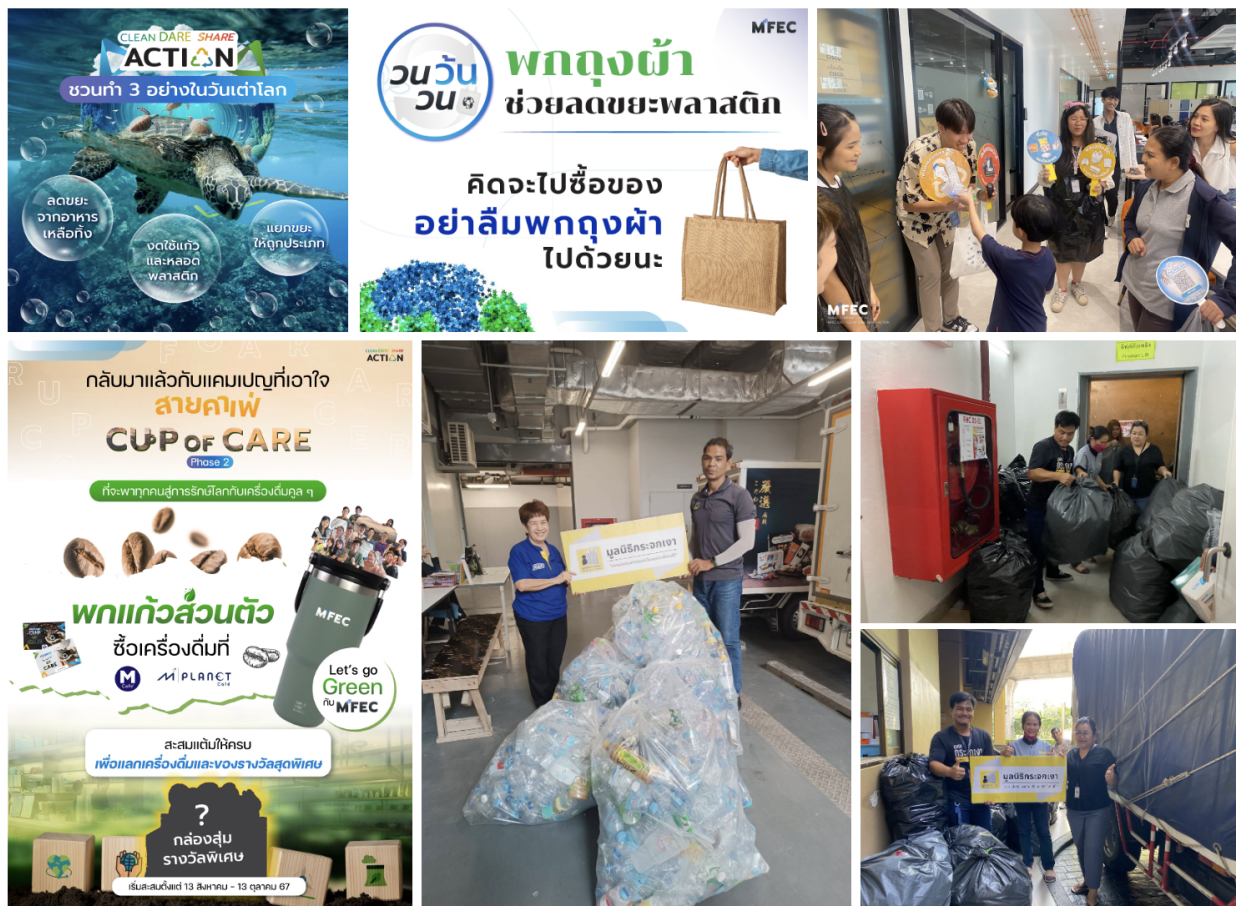 CLEAN DARE SHARE
ACTION
ชวนทำ 3 อย่างในวันเต่าโลก
ลดขยะ
จากอาหาร
เหลือทิ้ง
งดใช้แก้ว
และหลอด
พลาสติก
แยกขยะ
ให้ถูกประเภท
MFEC
วนวัน
วน
พกถุงผ้า
ช่วยลดขยะพลาสติก
คิดจะไปซื้อของ
อย่าลืมพกถุงผ้า
ไปด้วยนะ
MFEC
CLEAN DARE SHARE
ACTION
กลับมาแล้วกับแคมเปญที่เอาใจ
สายคาเฟ่
CUP OF CARE
Phase 2
ที่จะพาทุกคนสู่การรักษ์โลกกับเครื่องดื่มคูล ๆ
MFEC
พกแก้วส่วนตัว
ซื้อเครื่องดื่มที่
M
PLANET
Café
Let's go
Green
กับ MFEC
สะสมแต้มให้ครบ
เพื่อแลกเครื่องดื่มและของรางวัลสุดพิเศษ
?
กล่องสุ่ม
รางวัลพิเศษ
เริ่มสะสมตั้งแต่ 13 สิงหาคม - 13 ตุลาคม 67
มูลนิธิกระจกเงา
มูลนิธิกระจกเงา